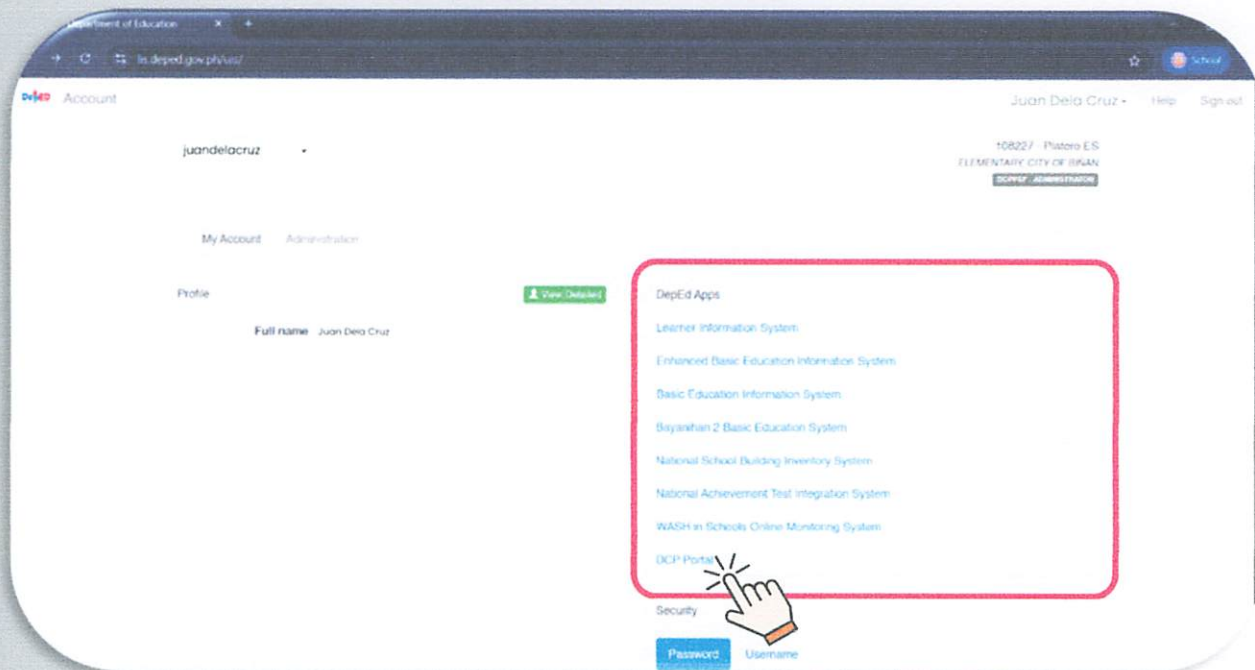 Department of Education
lis.deped.gov.ph/uis/
School
DepED Account
Juan Dela Cruz
Help
Sign out
juandelacruz
108227 - Platero ES
ELEMENTARY, CITY OF BIÑAN
ADMINISTRATOR
My Account
Administration
Profile
View Detailed
Full name Juan Dela Cruz
DepEd Apps
Learner Information System
Enhanced Basic Education Information System
Basic Education Information System
Bayanihan 2 Basic Education System
National School Building Inventory System
National Achievement Test Integration System
WASH in Schools Online Monitoring System
DCP Portal
Security
Password
Username